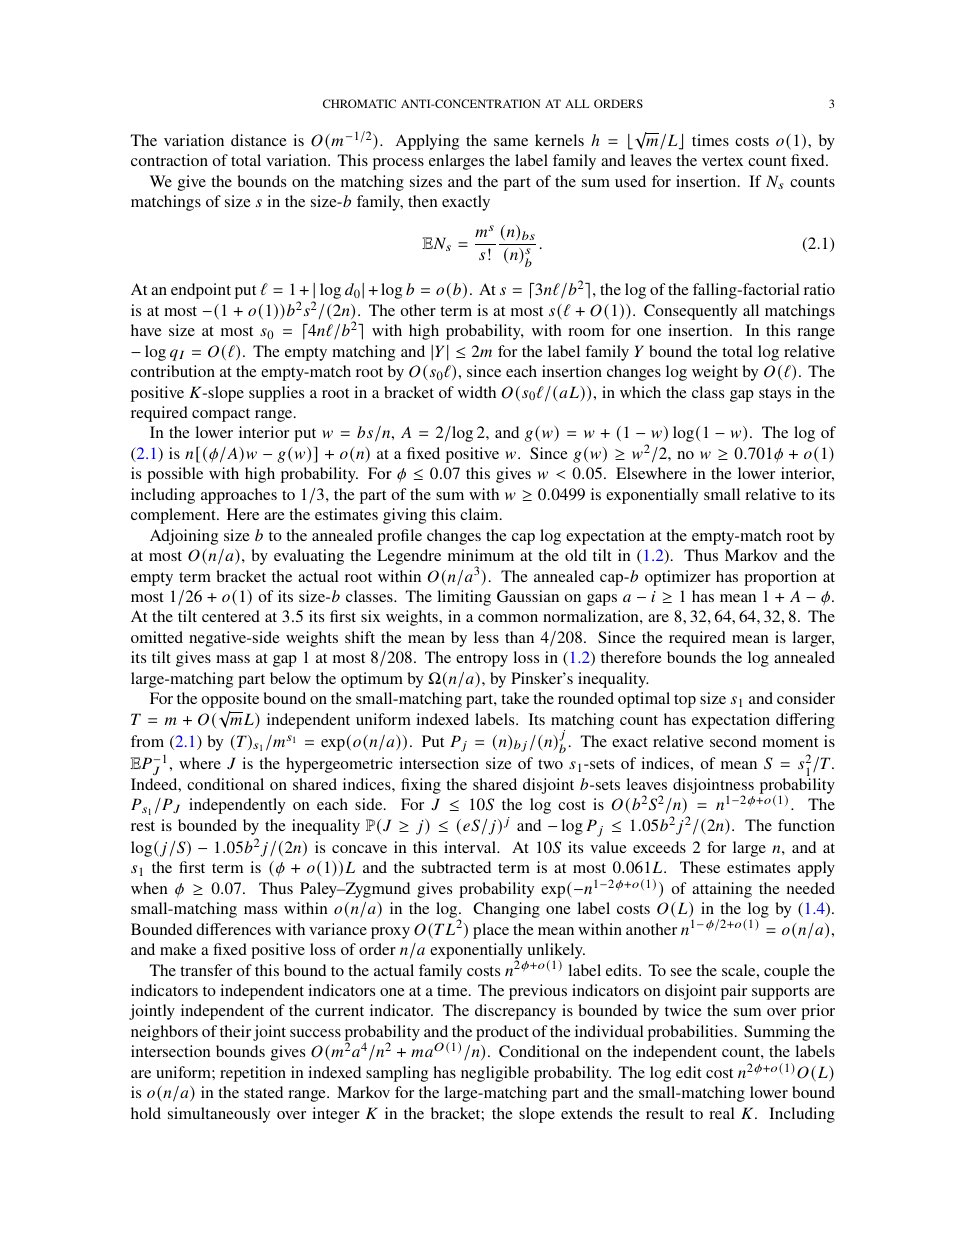 CHROMATIC ANTI-CONCENTRATION AT ALL ORDERS 3
The variation distance is O(m^{−1/2}). Applying the same kernels h = ⌊√m/L⌋ times costs o(1), by
contraction of total variation. This process enlarges the label family and leaves the vertex count fixed.
We give the bounds on the matching sizes and the part of the sum used for insertion. If N_s counts
matchings of size s in the size-b family, then exactly
𝔼N_s = \frac{m^s}{s!} \frac{(n)_{bs}}{(n)_b^s}. (2.1)
At an endpoint put ℓ = 1 + | log d_0| + log b = o(b). At s = ⌈3nℓ/b^2⌉, the log of the falling-factorial ratio
is at most −(1 + o(1))b^2s^2/(2n). The other term is at most s(ℓ + O(1)). Consequently all matchings
have size at most s_0 = ⌈4nℓ/b^2⌉ with high probability, with room for one insertion. In this range
− log q_I = O(ℓ). The empty matching and |Y| ≤ 2m for the label family Y bound the total log relative
contribution at the empty-match root by O(s_0ℓ), since each insertion changes log weight by O(ℓ). The
positive K-slope supplies a root in a bracket of width O(s_0ℓ/(aL)), in which the class gap stays in the
required compact range.
In the lower interior put w = bs/n, A = 2/log 2, and g(w) = w + (1 − w) log(1 − w). The log of
(2.1) is n[(ϕ/A)w − g(w)] + o(n) at a fixed positive w. Since g(w) ≥ w^2/2, no w ≥ 0.701ϕ + o(1)
is possible with high probability. For ϕ ≤ 0.07 this gives w < 0.05. Elsewhere in the lower interior,
including approaches to 1/3, the part of the sum with w ≥ 0.0499 is exponentially small relative to its
complement. Here are the estimates giving this claim.
Adjoining size b to the annealed profile changes the cap log expectation at the empty-match root by
at most O(n/a), by evaluating the Legendre minimum at the old tilt in (1.2). Thus Markov and the
empty term bracket the actual root within O(n/a^3). The annealed cap-b optimizer has proportion at
most 1/26 + o(1) of its size-b classes. The limiting Gaussian on gaps a − i ≥ 1 has mean 1 + A − ϕ.
At the tilt centered at 3.5 its first six weights, in a common normalization, are 8, 32, 64, 64, 32, 8. The
omitted negative-side weights shift the mean by less than 4/208. Since the required mean is larger,
its tilt gives mass at gap 1 at most 8/208. The entropy loss in (1.2) therefore bounds the log annealed
large-matching part below the optimum by Ω(n/a), by Pinsker’s inequality.
For the opposite bound on the small-matching part, take the rounded optimal top size s_1 and consider
T = m + O(√mL) independent uniform indexed labels. Its matching count has expectation differing
from (2.1) by (T)_{s_1}/m^{s_1} = exp(o(n/a)). Put P_j = (n)_{bj}/(n)_b^j. The exact relative second moment is
𝔼P_J^{−1}, where J is the hypergeometric intersection size of two s_1-sets of indices, of mean S = s_1^2/T.
Indeed, conditional on shared indices, fixing the shared disjoint b-sets leaves disjointness probability
P_{s_1}/P_J independently on each side. For J ≤ 10S the log cost is O(b^2S^2/n) = n^{1−2ϕ+o(1)}. The
rest is bounded by the inequality ℙ(J ≥ j) ≤ (eS/j)^j and − log P_j ≤ 1.05b^2j^2/(2n). The function
log(j/S) − 1.05b^2j/(2n) is concave in this interval. At 10S its value exceeds 2 for large n, and at
s_1 the first term is (ϕ + o(1))L and the subtracted term is at most 0.061L. These estimates apply
when ϕ ≥ 0.07. Thus Paley–Zygmund gives probability exp(−n^{1−2ϕ+o(1)}) of attaining the needed
small-matching mass within o(n/a) in the log. Changing one label costs O(L) in the log by (1.4).
Bounded differences with variance proxy O(TL^2) place the mean within another n^{1−ϕ/2+o(1)} = o(n/a),
and make a fixed positive loss of order n/a exponentially unlikely.
The transfer of this bound to the actual family costs n^{2ϕ+o(1)} label edits. To see the scale, couple the
indicators to independent indicators one at a time. The previous indicators on disjoint pair supports are
jointly independent of the current indicator. The discrepancy is bounded by twice the sum over prior
neighbors of their joint success probability and the product of the individual probabilities. Summing the
intersection bounds gives O(m^2a^4/n^2 + ma^{O(1)}/n). Conditional on the independent count, the labels
are uniform; repetition in indexed sampling has negligible probability. The log edit cost n^{2ϕ+o(1)}O(L)
is o(n/a) in the stated range. Markov for the large-matching part and the small-matching lower bound
hold simultaneously over integer K in the bracket; the slope extends the result to real K. Including